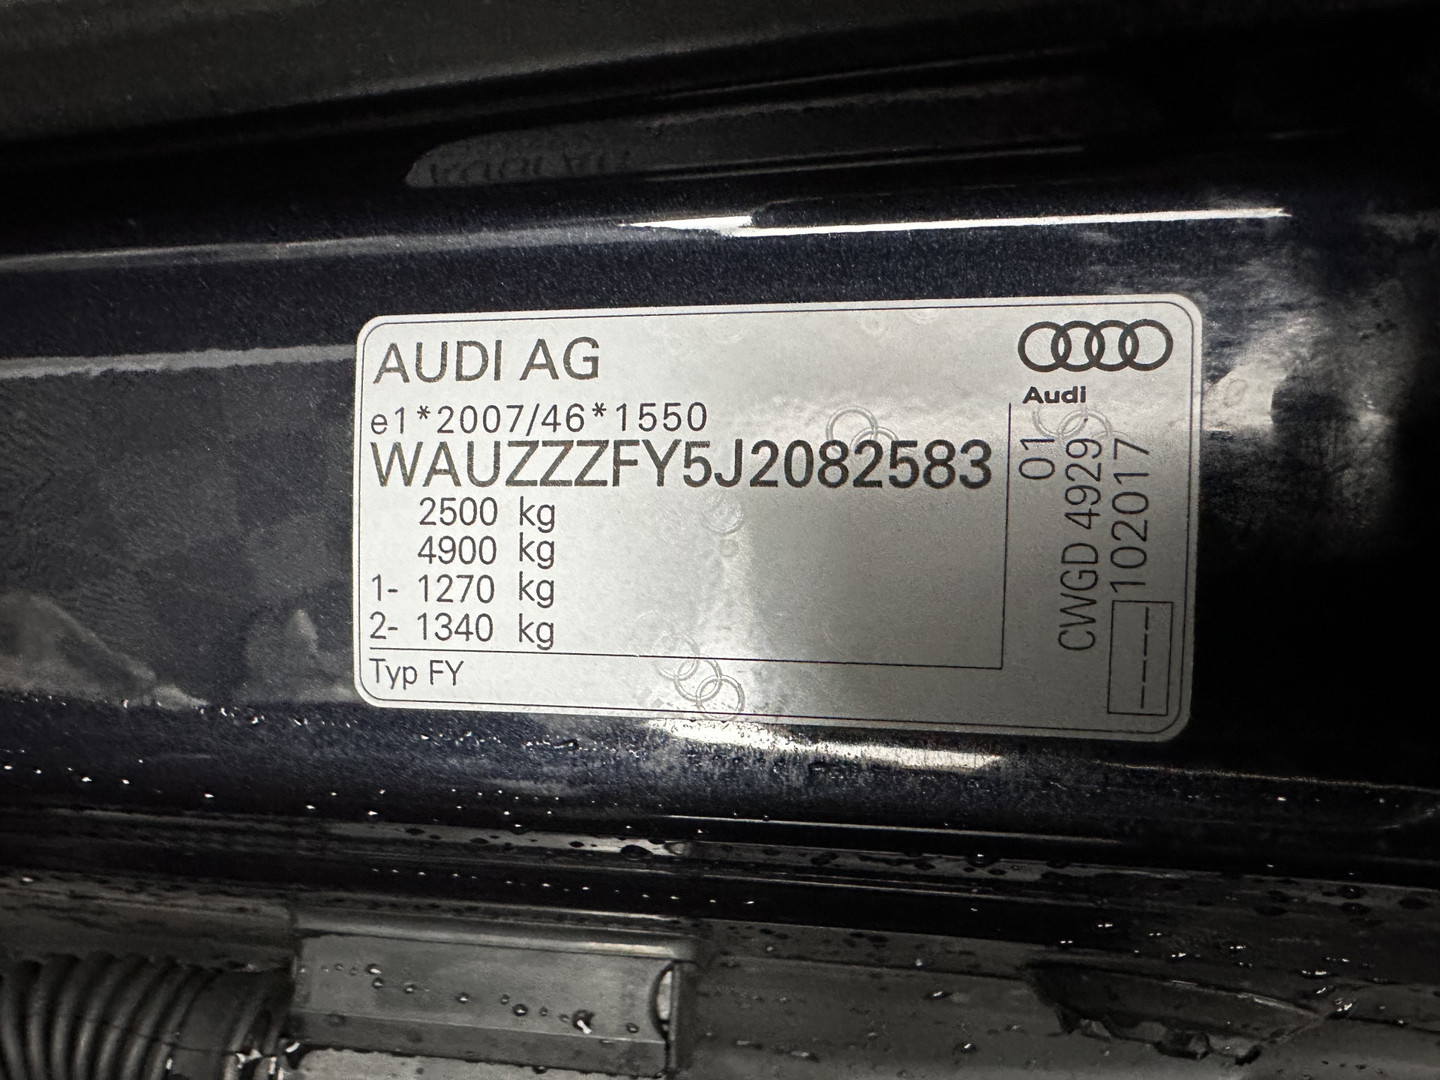 AUDI AG
Audi
e1*2007/46*1550
WAUZZZFY5J2082583
2500 kg
4900 kg
1- 1270 kg
2- 1340 kg
Typ FY
01
CWGD 4929
102017
----